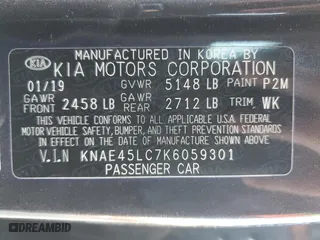 MANUFACTURED IN KOREA BY
KIA KIA MOTORS CORPORATION
01/19 GVWR 5148 LB PAINT P2M
GAWR FRONT 2458 LB GAWR REAR 2712 LB TRIM WK
THIS VEHICLE CONFORMS TO ALL APPLICABLE FEDERAL
MOTOR VEHICLE SAFETY, BUMPER, AND THEFT PREVENTION
STANDARDS IN EFFECT ON THE DATE OF
MANUFACTURE SHOWN ABOVE.
V.I.N KNAE45LC7K6059301
PASSENGER CAR